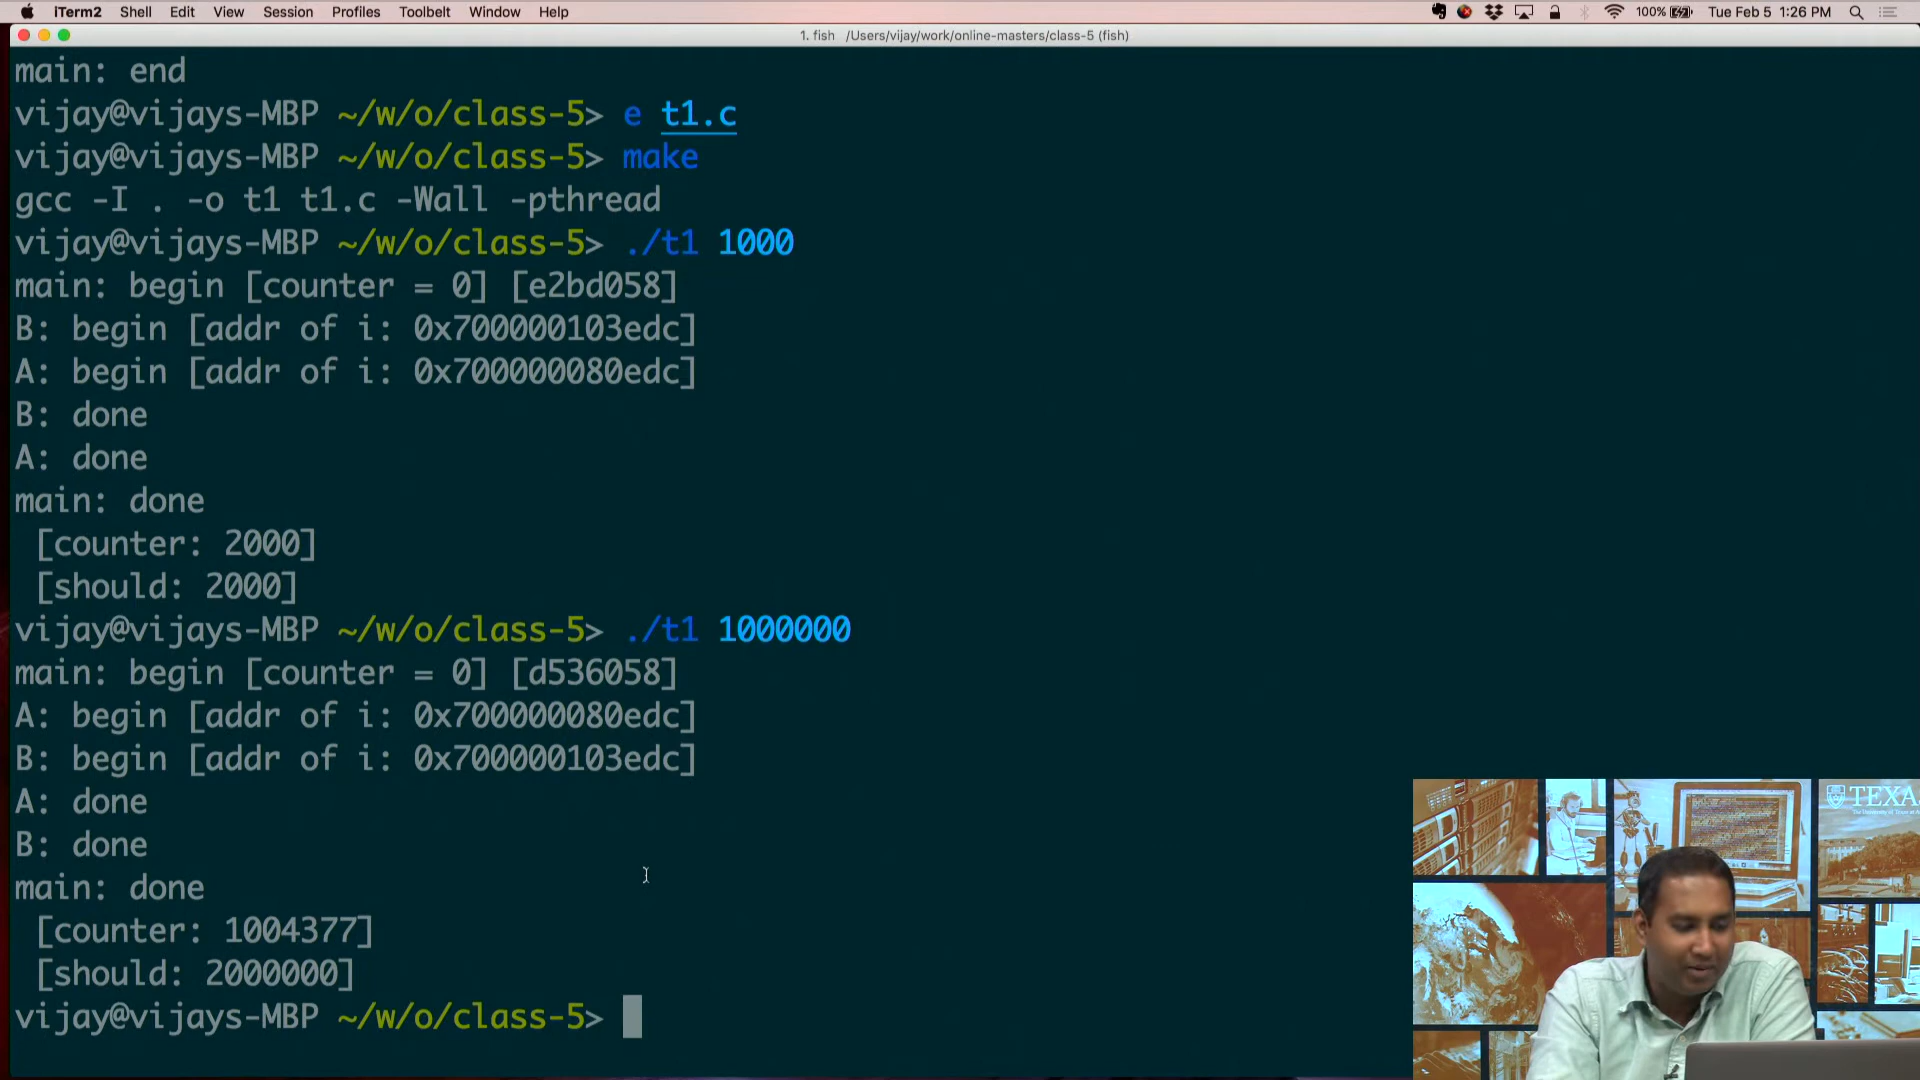 iTerm2 Shell Edit View Session Profiles Toolbelt Window Help 100% Tue Feb 5 1:26 PM
1. fish /Users/vijay/work/online-masters/class-5 (fish)
main: end
vijay@vijays-MBP ~/w/o/class-5> e t1.c
vijay@vijays-MBP ~/w/o/class-5> make
gcc -I . -o t1 t1.c -Wall -pthread
vijay@vijays-MBP ~/w/o/class-5> ./t1 1000
main: begin [counter = 0] [e2bd058]
B: begin [addr of i: 0x700000103edc]
A: begin [addr of i: 0x700000080edc]
B: done
A: done
main: done
[counter: 2000]
[should: 2000]
vijay@vijays-MBP ~/w/o/class-5> ./t1 1000000
main: begin [counter = 0] [d536058]
A: begin [addr of i: 0x700000080edc]
B: begin [addr of i: 0x700000103edc]
A: done
B: done
main: done
[counter: 1004377]
[should: 2000000]
vijay@vijays-MBP ~/w/o/class-5>
TEXA